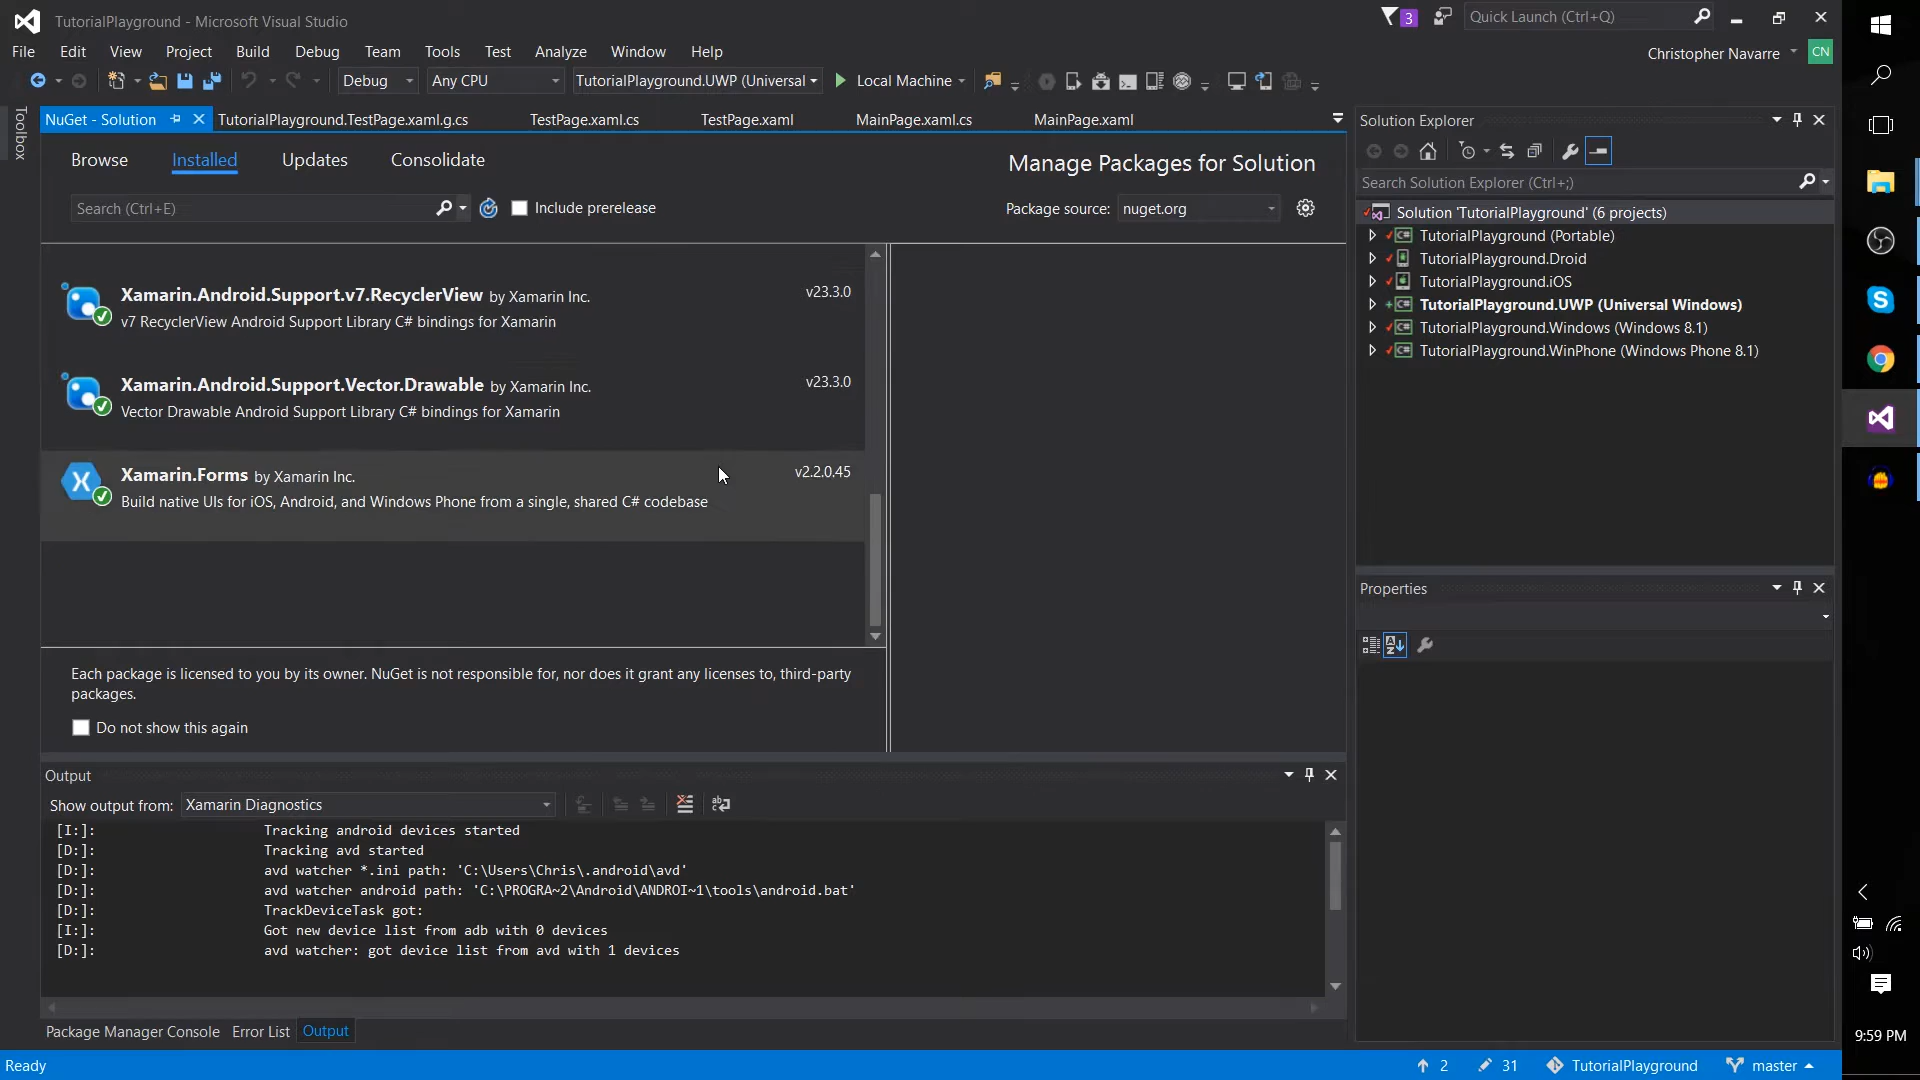 TutorialPlayground - Microsoft Visual Studio
3
Quick Launch (Ctrl+Q)
File Edit View Project Build Debug Team Tools Test Analyze Window Help
Christopher Navarre CN
Debug Any CPU TutorialPlayground.UWP (Universal Local Machine
Toolbox
NuGet - Solution TutorialPlayground.TestPage.xaml.g.cs TestPage.xaml.cs TestPage.xaml MainPage.xaml.cs MainPage.xaml
Browse Installed Updates Consolidate
Manage Packages for Solution
Search (Ctrl+E) Include prerelease
Package source: nuget.org
Xamarin.Android.Support.v7.RecyclerView by Xamarin Inc. v23.3.0
v7 RecyclerView Android Support Library C# bindings for Xamarin
Xamarin.Android.Support.Vector.Drawable by Xamarin Inc. v23.3.0
Vector Drawable Android Support Library C# bindings for Xamarin
Xamarin.Forms by Xamarin Inc. v2.2.0.45
Build native UIs for iOS, Android, and Windows Phone from a single, shared C# codebase
Each package is licensed to you by its owner. NuGet is not responsible for, nor does it grant any licenses to, third-party
packages.
Do not show this again
Output
Show output from: Xamarin Diagnostics
[I:]: Tracking android devices started
[D:]: Tracking avd started
[D:]: avd watcher *.ini path: 'C:\Users\Chris\.android\avd'
[D:]: avd watcher android path: 'C:\PROGRA~2\Android\ANDROI~1\tools\android.bat'
[D:]: TrackDeviceTask got:
[I:]: Got new device list from adb with 0 devices
[D:]: avd watcher: got device list from avd with 1 devices
Package Manager Console Error List Output
Solution Explorer
Search Solution Explorer (Ctrl+;)
Solution 'TutorialPlayground' (6 projects)
C# TutorialPlayground (Portable)
TutorialPlayground.Droid
TutorialPlayground.iOS
C# TutorialPlayground.UWP (Universal Windows)
C# TutorialPlayground.Windows (Windows 8.1)
C# TutorialPlayground.WinPhone (Windows Phone 8.1)
Properties
9:59 PM
Ready
2 31 TutorialPlayground master